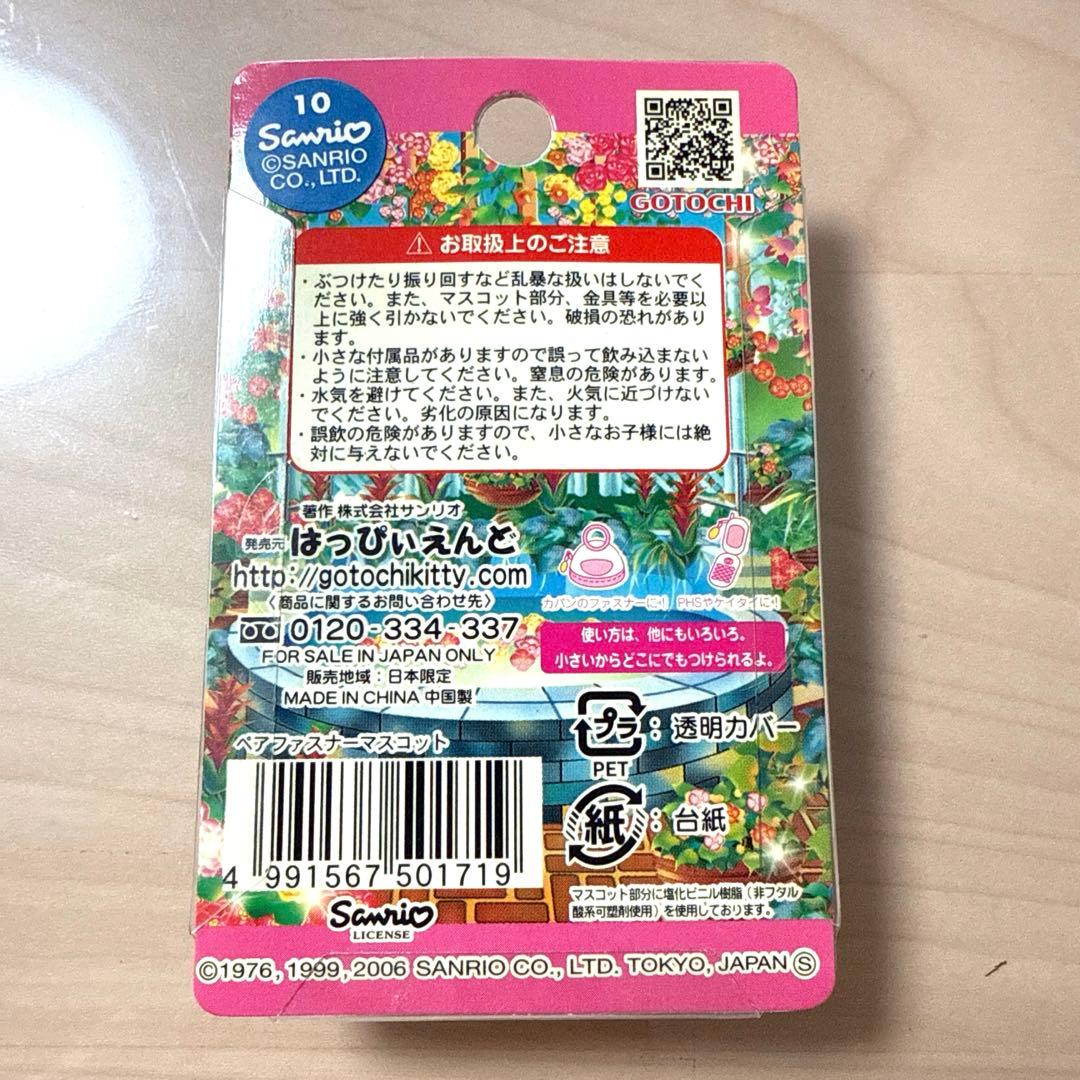 10
Sanrio
©SANRIO
CO., LTD.
GOTOCHI
⚠ お取扱上のご注意
・ぶつけたり振り回すなど乱暴な扱いはしないでく
ださい。また、マスコット部分、金具等を必要以
上に強く引かないでください。破損の恐れがあり
ます。
・小さな付属品がありますので誤って飲み込まない
ように注意してください。窒息の危険があります。
・水気を避けてください。また、火気に近づけない
でください。劣化の原因になります。
・誤飲の危険がありますので、小さなお子様には絶
対に与えないでください。
著作 株式会社サンリオ
発売元 はっぴぃえんど
http://gotochikitty.com
〈商品に関するお問い合わせ先〉
0120-334-337
FOR SALE IN JAPAN ONLY
販売地域：日本限定
MADE IN CHINA 中国製
カバンのファスナーに! PHSやケイタイに!
使い方は、他にもいろいろ。
小さいからどこにでもつけられるよ。
プラ：透明カバー
PET
紙：台紙
ペアファスナーマスコット
4 991567 501719
マスコット部分に塩化ビニル樹脂（非フタル
酸系可塑剤使用）を使用しております。
Sanrio
LICENSE
©1976, 1999, 2006 SANRIO CO., LTD. TOKYO, JAPAN Ⓢ